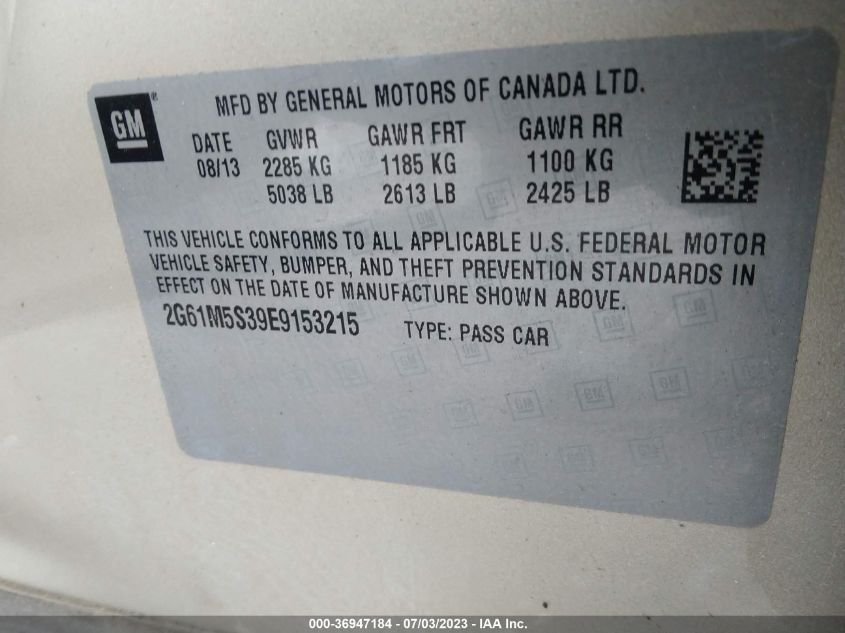 GM®
MFD BY GENERAL MOTORS OF CANADA LTD.
DATE GVWR GAWR FRT GAWR RR
08/13 2285 KG 1185 KG 1100 KG
5038 LB 2613 LB 2425 LB
THIS VEHICLE CONFORMS TO ALL APPLICABLE U.S. FEDERAL MOTOR
VEHICLE SAFETY, BUMPER, AND THEFT PREVENTION STANDARDS IN
EFFECT ON THE DATE OF MANUFACTURE SHOWN ABOVE.
2G61M5S39E9153215 TYPE: PASS CAR
000-36947184 - 07/03/2023 - IAA Inc.